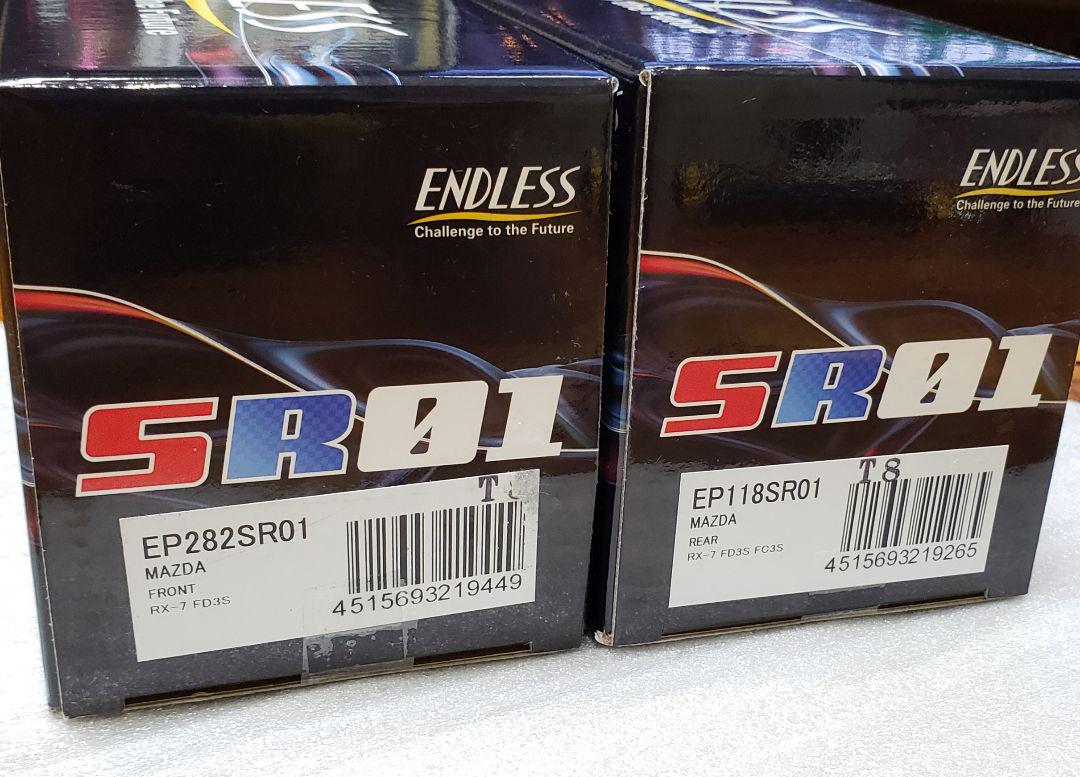 ENDLESS
Challenge to the Future
SR01
T
EP282SR01
MAZDA
FRONT
RX-7 FD3S
4515693219449
ENDLESS
Challenge to the Future
SR01
T8
EP118SR01
MAZDA
REAR
RX-7 FD3S FC3S
4515693219265